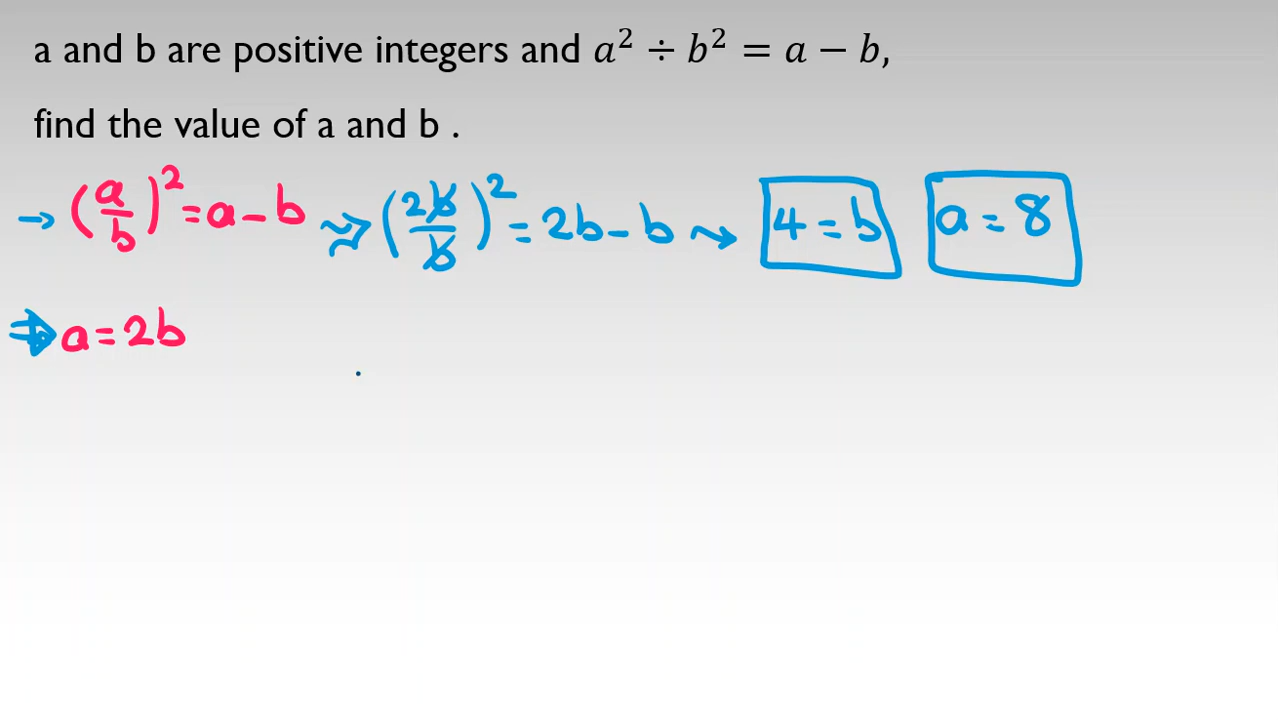 a and b are positive integers and a² ÷ b² = a − b,
find the value of a and b .
→ (a/b)² = a − b ⇝ (2b/b)² = 2b − b ⇝ 4 = b a = 8
⇒ a = 2b